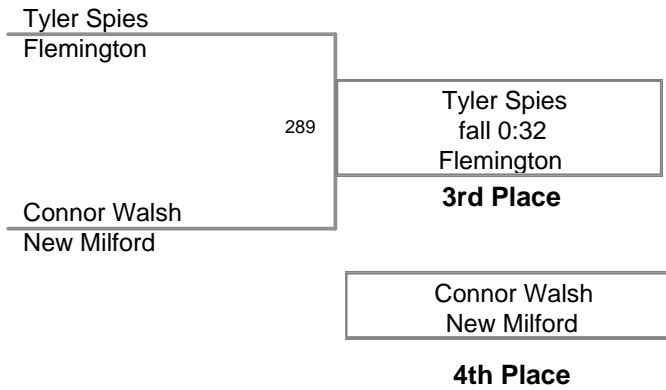 Tyler Spies
Flemington
289
Tyler Spies
fall 0:32
Flemington
3rd Place
Connor Walsh
New Milford
Connor Walsh
New Milford
4th Place